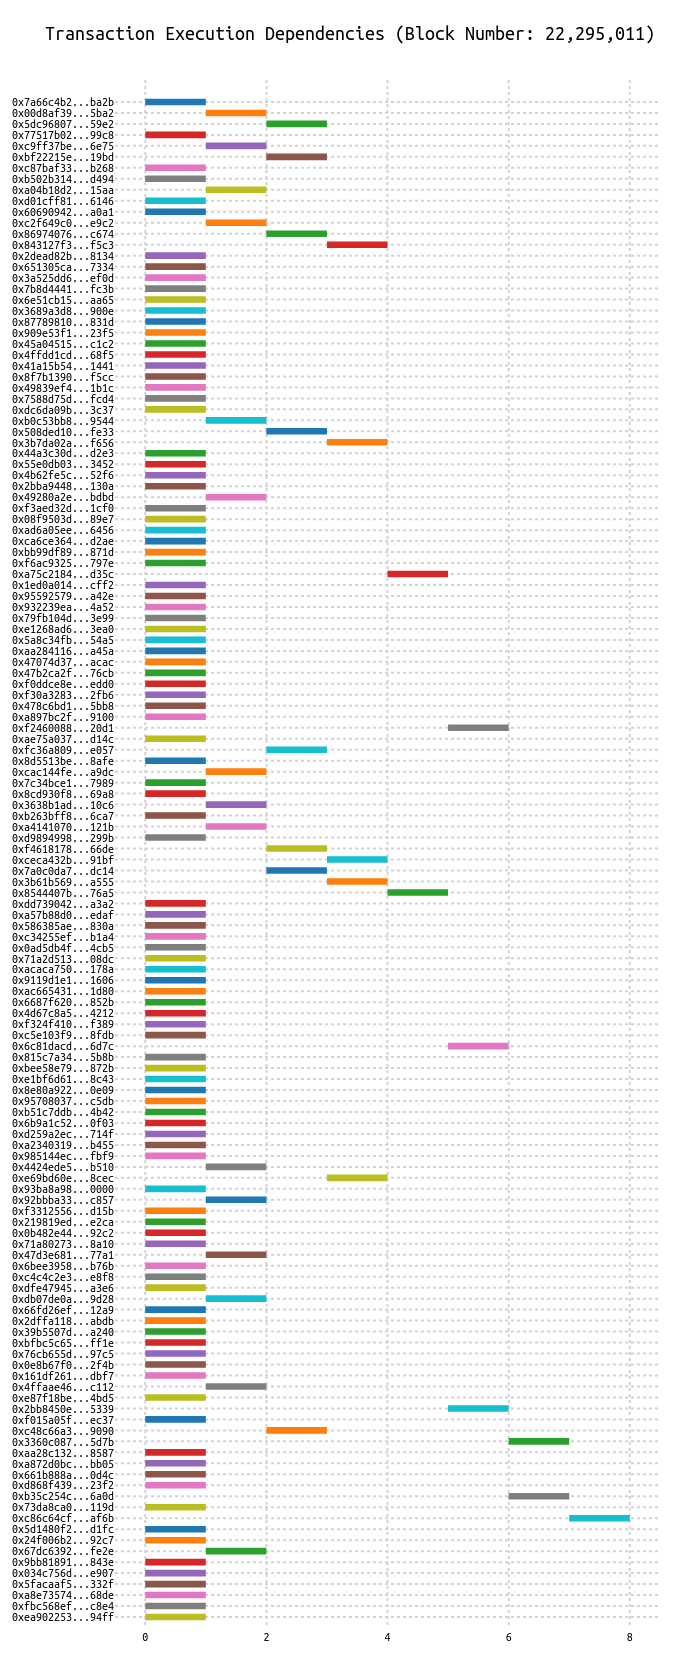 Transaction Execution Dependencies (Block Number: 22,295,011)
0x7a66c4b2...ba2b
0x00d8af39...5ba2
0x5dc96807...59e2
0x77517b02...99c8
0xc9ff37be...6e75
0xbf22215e...19bd
0xc87baf33...b268
0xb502b314...d494
0xa04b18d2...15aa
0xd01cff81...6146
0x60690942...a0a1
0xc2f649c0...e9c2
0x86974076...c674
0x843127f3...f5c3
0x2dead82b...8134
0x651305ca...7334
0x3a525dd6...ef0d
0x7b8d4441...fc3b
0x6e51cb15...aa65
0x3689a3d8...900e
0x87789810...831d
0x909e53f1...23f5
0x45a04515...c1c2
0x4ffdd1cd...68f5
0x41a15b54...1441
0x8f7b1390...f5cc
0x49839ef4...1b1c
0x7588d75d...fcd4
0xdc6da09b...3c37
0xb0c53bb8...9544
0x508ded10...fe33
0x3b7da02a...f656
0x44a3c30d...d2e3
0x55e0db03...3452
0x4b62fe5c...52f6
0x2bba9448...130a
0x49280a2e...bdbd
0xf3aed32d...1cf0
0x08f9503d...89e7
0xad6a05ee...6456
0xca6ce364...d2ae
0xbb99df89...871d
0xf6ac9325...797e
0xa75c2184...d35c
0x1ed0a014...cff2
0x95592579...a42e
0x932239ea...4a52
0x79fb104d...3e99
0xe1268ad6...3ea0
0x5a8c34fb...54a5
0xaa284116...a45a
0x47074d37...acac
0x47b2ca2f...76cb
0xf0ddce8e...edd0
0xf30a3283...2fb6
0x478c6bd1...5bb8
0xa897bc2f...9100
0xf2460088...20d1
0xae75a037...d14c
0xfc36a809...e057
0x8d5513be...8afe
0xcac144fe...a9dc
0x7c34bce1...7989
0x8cd930f8...69a8
0x3638b1ad...10c6
0xb263bff8...6ca7
0xa4141070...121b
0xd9894998...299b
0xf4618178...66de
0xceca432b...91bf
0x7a0c0da7...dc14
0x3b61b569...a555
0x8544407b...76a5
0xdd739042...a3a2
0xa57b88d0...edaf
0x586385ae...830a
0xc34255ef...b1a4
0x0ad5db4f...4cb5
0x71a2d513...08dc
0xacaca750...178a
0x9119d1e1...1606
0xac665431...1d80
0x6687f620...852b
0x4d67c8a5...4212
0xf324f410...f389
0xc5e103f9...8fdb
0x6c81dacd...6d7c
0x815c7a34...5b8b
0xbee58e79...872b
0xe1bf6d61...8c43
0x8e80a922...0e09
0x95708037...c5db
0xb51c7ddb...4b42
0x6b9a1c52...0f03
0xd259a2ec...714f
0xa2340319...b455
0x985144ec...fbf9
0x4424ede5...b510
0xe69bd60e...8cec
0x93ba8a98...0000
0x92bbba33...c857
0xf3312556...d15b
0x219819ed...e2ca
0x0b482e44...92c2
0x71a80273...8a10
0x47d3e681...77a1
0x6bee3958...b76b
0xc4c4c2e3...e8f8
0xdfe47945...a3e6
0xdb07de0a...9d28
0x66fd26ef...12a9
0x2dffa118...abdb
0x39b5507d...a240
0xbfbc5c65...ff1e
0x76cb655d...97c5
0x0e8b67f0...2f4b
0x161df261...dbf7
0x4ffaae46...c112
0xe87f18be...4bd5
0x2bb8450e...5339
0xf015a05f...ec37
0xc48c66a3...9090
0x3360c087...5d7b
0xaa28c132...8587
0xa872d0bc...bb05
0x661b888a...0d4c
0xd868f439...23f2
0xb35c254c...6a0d
0x73da8ca0...119d
0xc86c64cf...af6b
0x5d1480f2...d1fc
0x24f006b2...92c7
0x67dc6392...fe2e
0x9bb81891...843e
0x034c756d...e907
0x5facaaf5...332f
0xa8e73574...68de
0xfbc568ef...c8e4
0xea902253...94ff
0 2 4 6 8